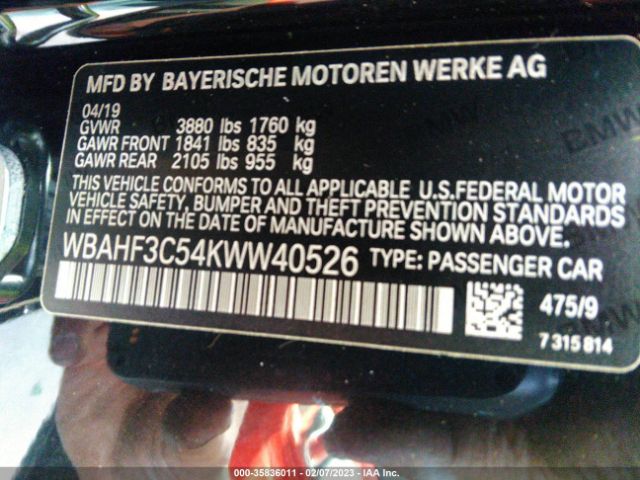 MFD BY BAYERISCHE MOTOREN WERKE AG
04/19
GVWR 3880 lbs 1760 kg
GAWR FRONT 1841 lbs 835 kg
GAWR REAR 2105 lbs 955 kg
THIS VEHICLE CONFORMS TO ALL APPLICABLE U.S.FEDERAL MOTOR
VEHICLE SAFETY, BUMPER AND THEFT PREVENTION STANDARDS
IN EFFECT ON THE DATE OF MANUFACTURE SHOWN ABOVE.
WBAHF3C54KWW40526 TYPE: PASSENGER CAR
475/9
7 315 814
BMW
000-35836011 - 02/07/2023 - IAA Inc.